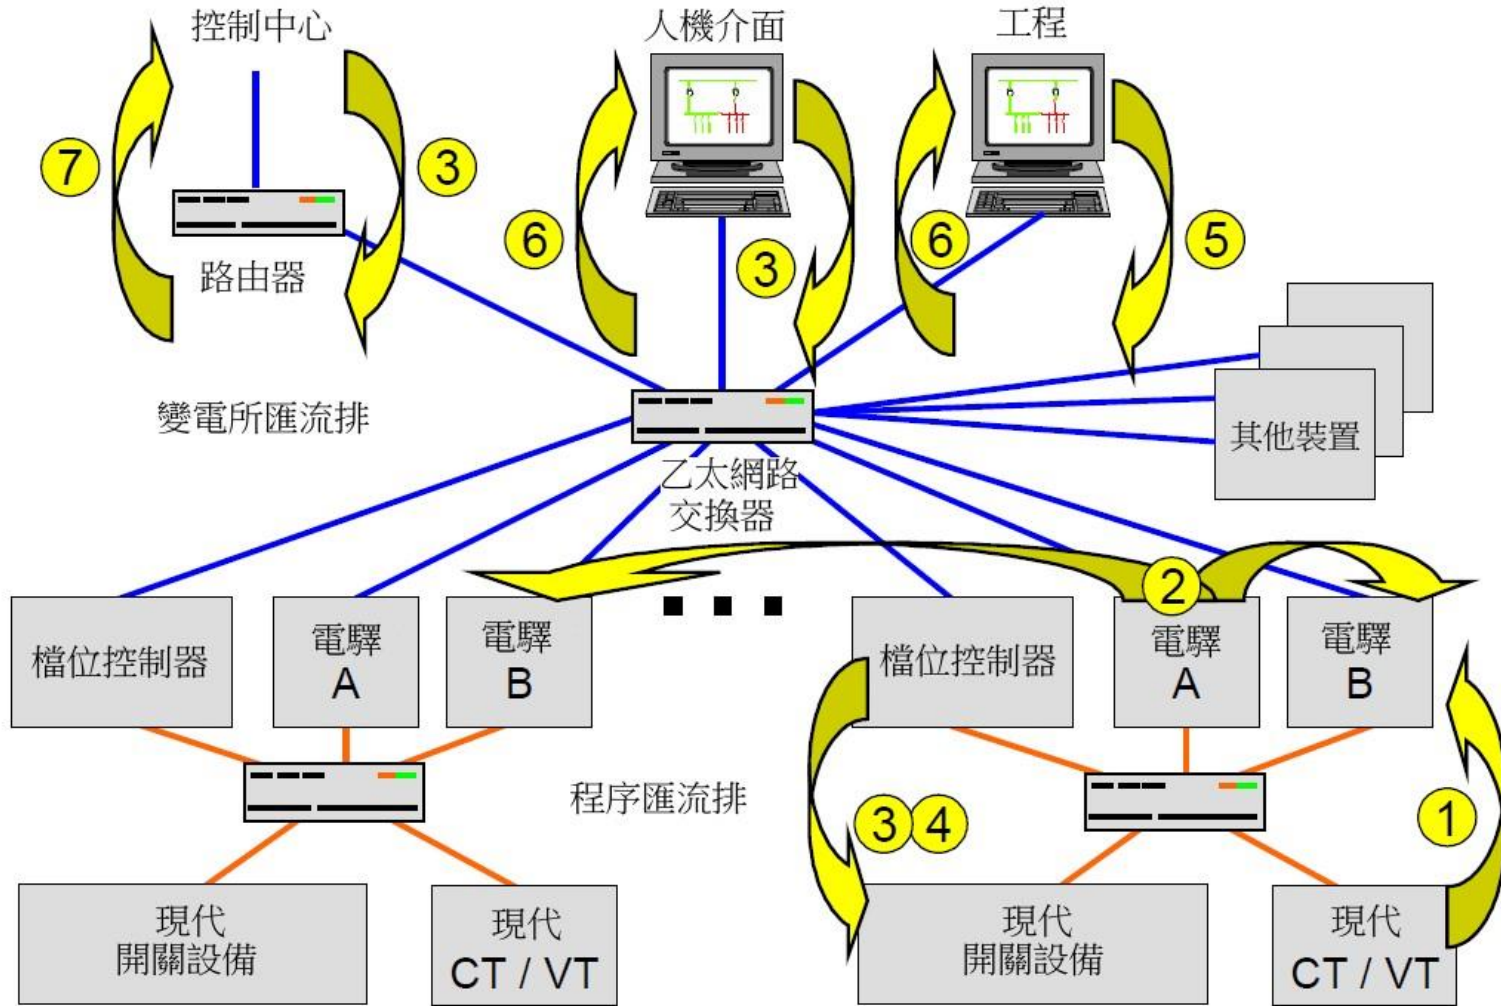 控制中心
人機介面
工程
7
3
6
3
6
5
路由器
變電所匯流排
其他裝置
乙太網路
交換器
2
檔位控制器
電驛
A
電驛
B
檔位控制器
電驛
A
電驛
B
程序匯流排
3
4
1
現代
開關設備
現代
CT / VT
現代
開關設備
現代
CT / VT